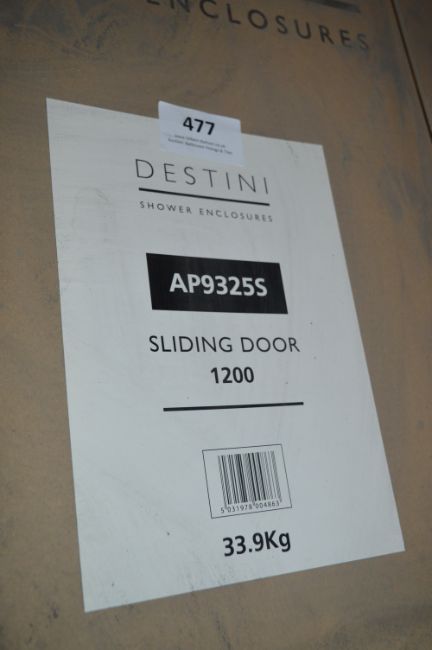 ENCLOSURES
477
DESTINI
SHOWER ENCLOSURES
AP9325S
SLIDING DOOR
1200
5 031978 004863
33.9Kg